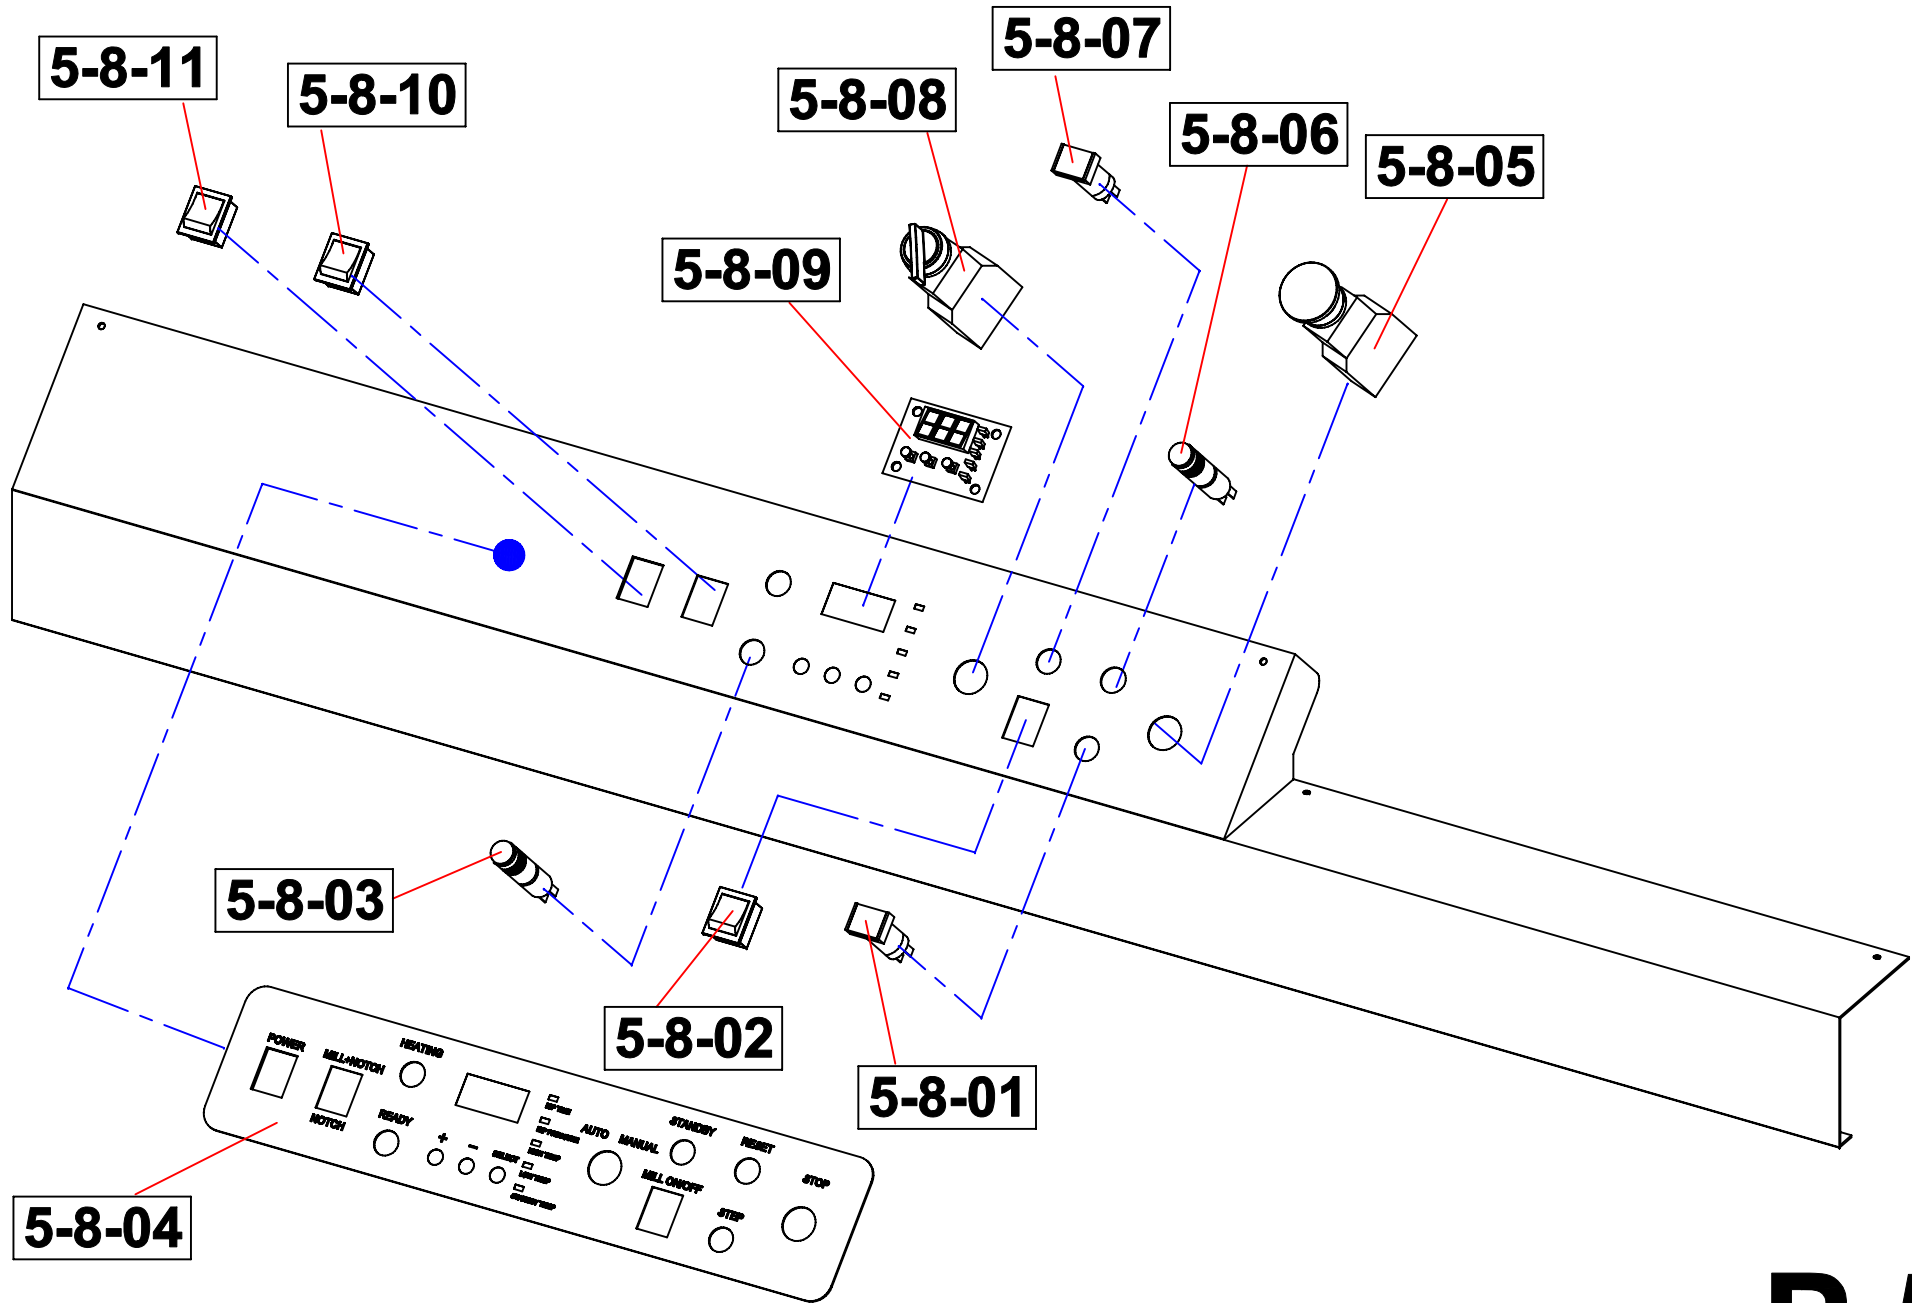 5-8-07
5-8-11
5-8-10
5-8-08
5-8-06
5-8-05
5-8-09
5-8-03
5-8-02
5-8-01
5-8-04
POWER
MILL+NOTCH
NOTCH
HEATING
READY
+
-
SELECT
AUTO
MANUAL
STANDBY
RESET
STOP
MILL ON/OFF
STEP